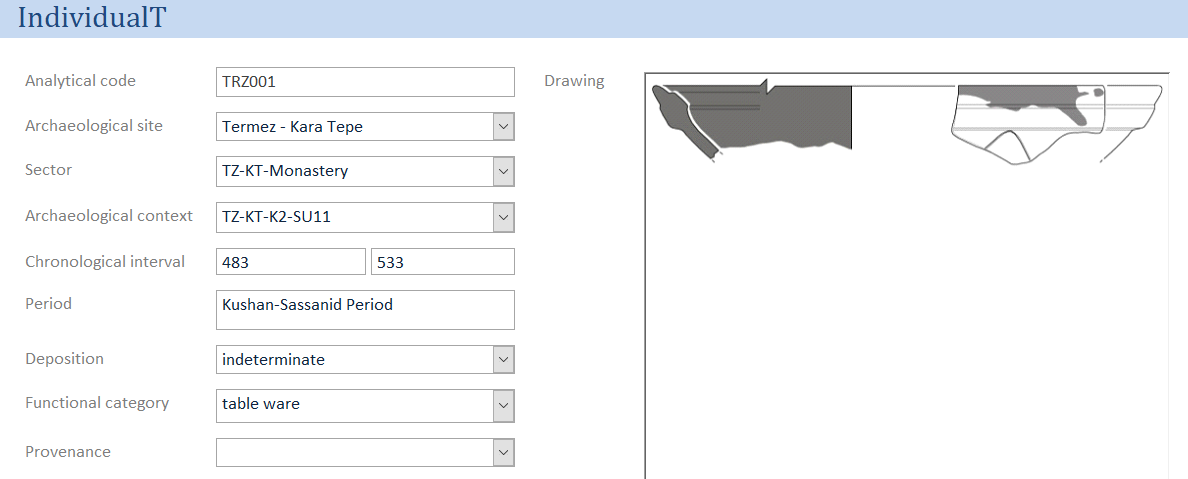 IndividualT
Analytical code TRZ001 Drawing
Archaeological site Termez - Kara Tepe
Sector TZ-KT-Monastery
Archaeological context TZ-KT-K2-SU11
Chronological interval 483 533
Period Kushan-Sassanid Period
Deposition indeterminate
Functional category table ware
Provenance